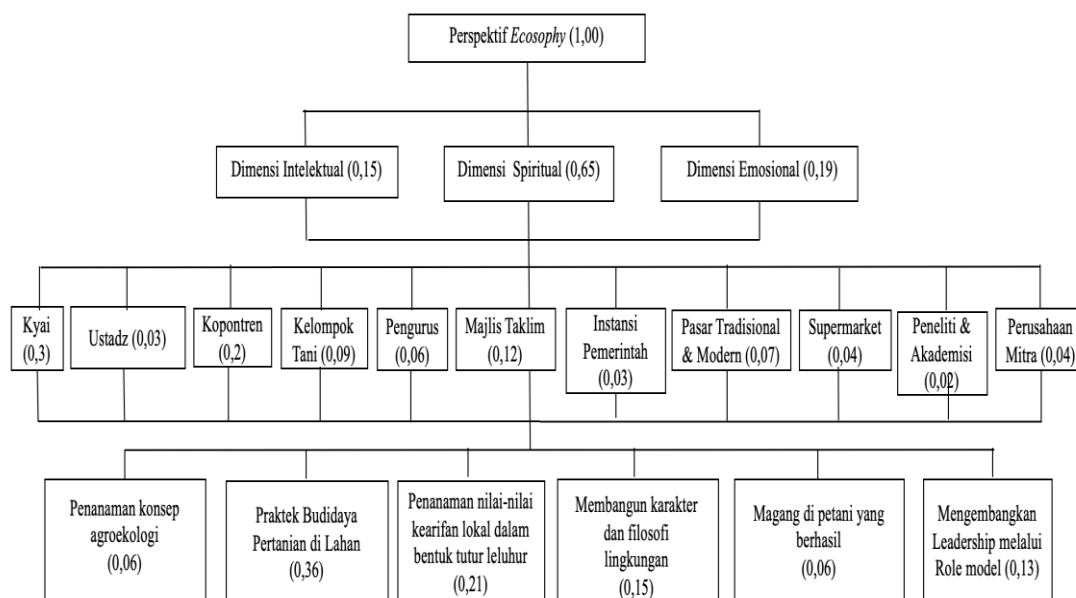 Perspektif Ecosophy (1,00)
Dimensi Intelektual (0,15)
Dimensi Spiritual (0,65)
Dimensi Emosional (0,19)
Kyai
(0,3)
Ustadz (0,03)
Kopontren
(0,2)
Kelompok
Tani (0,09)
Pengurus
(0,06)
Majlis Taklim
(0,12)
Instansi
Pemerintah
(0,03)
Pasar Tradisional
& Modern (0,07)
Supermarket
(0,04)
Peneliti &
Akademisi
(0,02)
Perusahaan
Mitra (0,04)
Penanaman konsep
agroekologi
(0,06)
Praktek Budidaya
Pertanian di Lahan
(0,36)
Penanaman nilai-nilai
kearifan lokal dalam
bentuk tutur leluhur
(0,21)
Membangun karakter
dan filosofi
lingkungan
(0,15)
Magang di petani yang
berhasil
(0,06)
Mengembangkan
Leadership melalui
Role model (0,13)